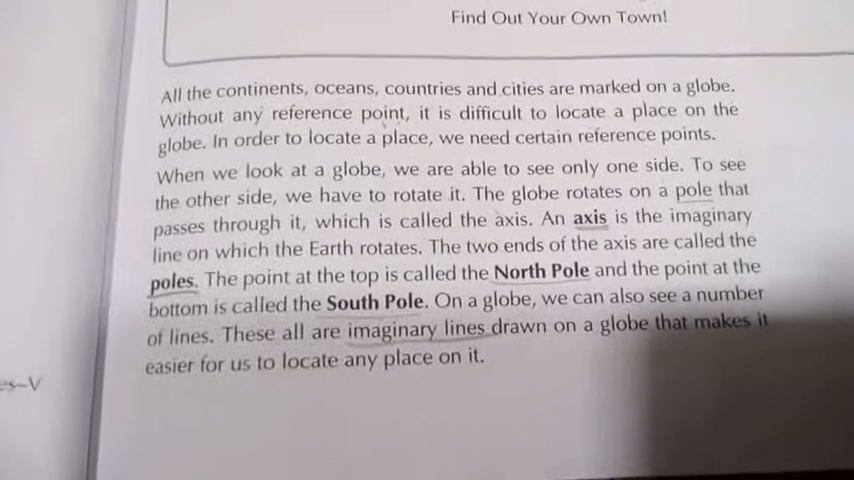 Find Out Your Own Town!
All the continents, oceans, countries and cities are marked on a globe.
Without any reference point, it is difficult to locate a place on the
globe. In order to locate a place, we need certain reference points.
When we look at a globe, we are able to see only one side. To see
the other side, we have to rotate it. The globe rotates on a pole that
passes through it, which is called the axis. An axis is the imaginary
line on which the Earth rotates. The two ends of the axis are called the
poles. The point at the top is called the North Pole and the point at the
bottom is called the South Pole. On a globe, we can also see a number
of lines. These all are imaginary lines drawn on a globe that makes it
easier for us to locate any place on it.